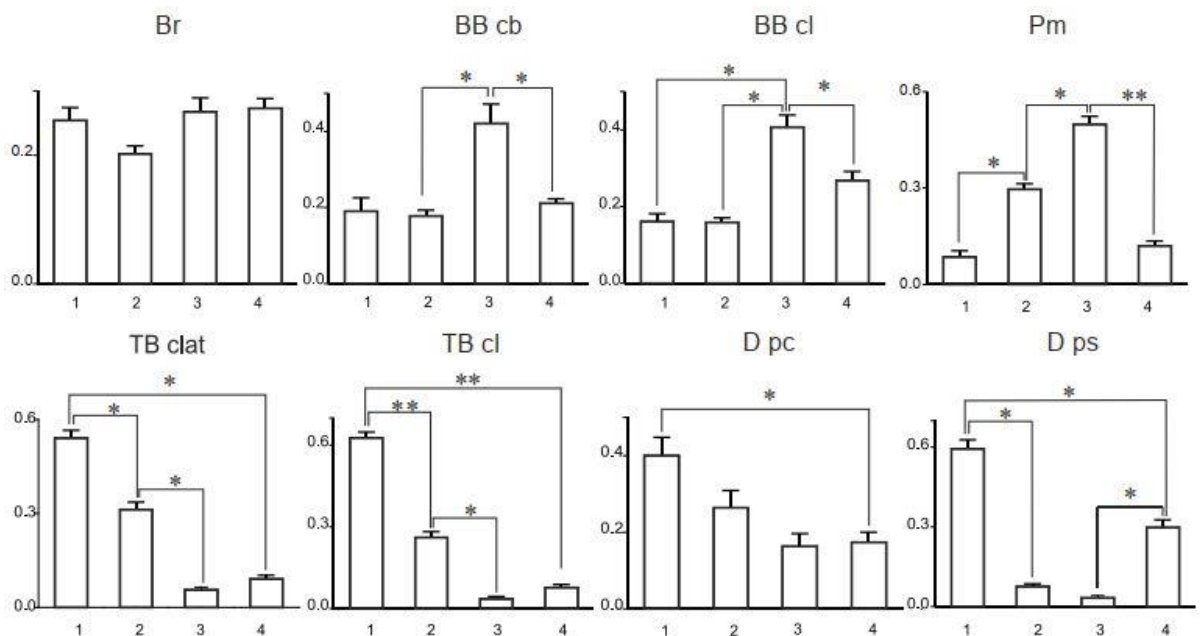 Br BB cb BB cl Pm
* * * * * * ** *
0.2 0.4 0.4 0.6
0.2 0.2 0.3
0.0 0.0 0.0 0.0
1 2 3 4 1 2 3 4 1 2 3 4 1 2 3 4
TB clat TB cl D pc D ps
* ** * *
* ** *
0.6 0.6 0.4 0.6
* * *
0.3 0.3 0.2 0.3
0.0 0.0 0.0 0.0
1 2 3 4 1 2 3 4 1 2 3 4 1 2 3 4